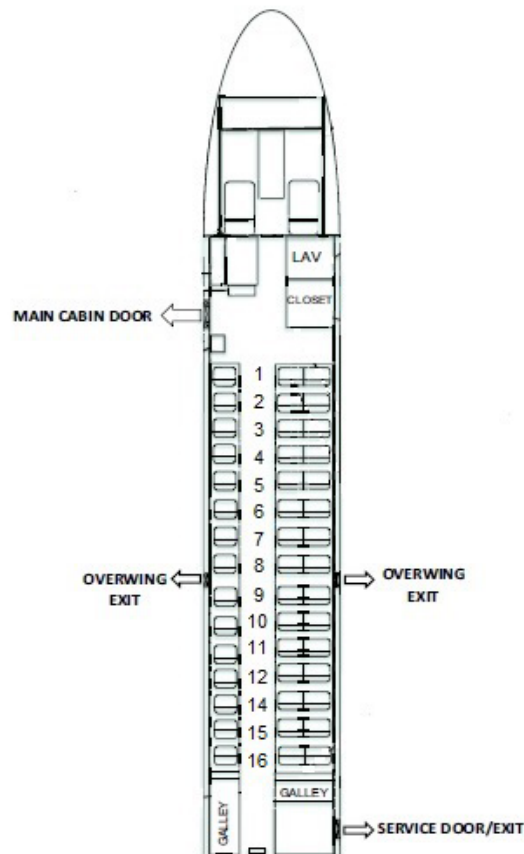 LAV
CLOSET
MAIN CABIN DOOR
1
2
3
4
5
6
7
8
OVERWING
EXIT
OVERWING
EXIT
9
10
11
12
14
15
16
GALLEY
GALLEY
SERVICE DOOR/EXIT